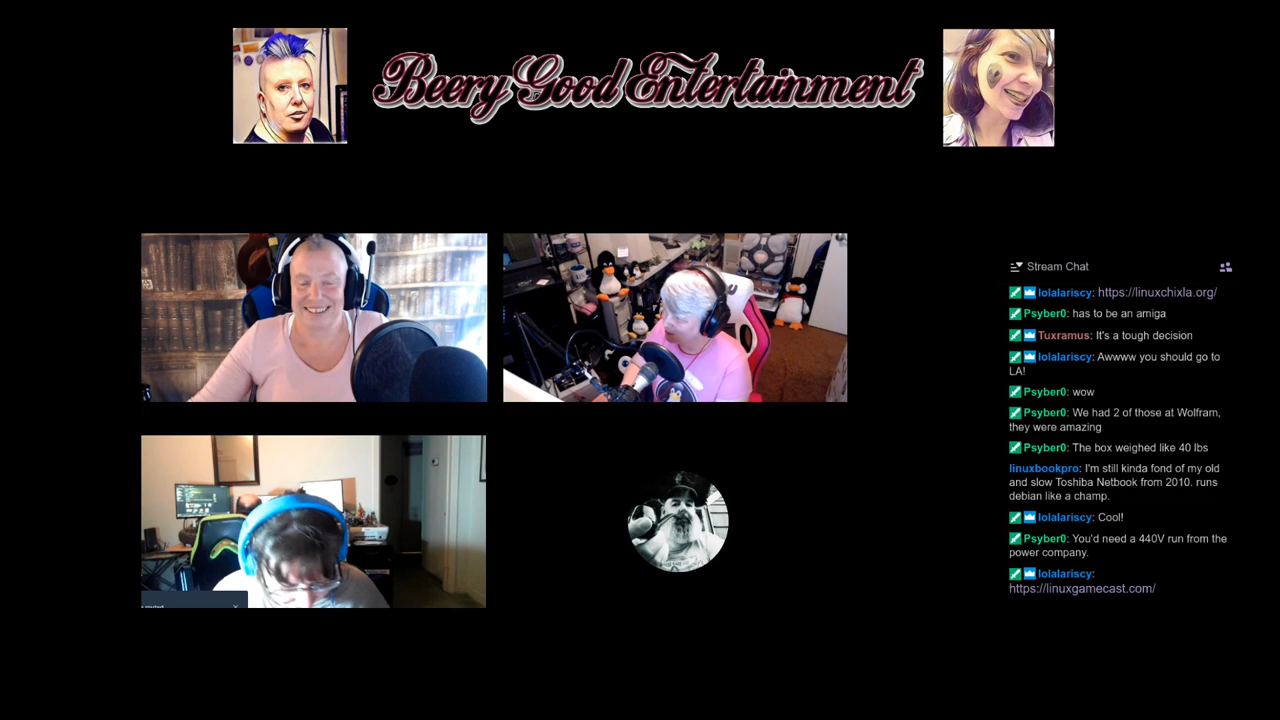 Beery Good Entertainment
Stream Chat
lolalariscy: https://linuxchixla.org/
Psyber0: has to be an amiga
Tuxramus: It's a tough decision
lolalariscy: Awwww you should go to
LA!
Psyber0: wow
Psyber0: We had 2 of those at Wolfram,
they were amazing
Psyber0: The box weighed like 40 lbs
linuxbookpro: I'm still kinda fond of my old
and slow Toshiba Netbook from 2010. runs
debian like a champ.
lolalariscy: Cool!
Psyber0: You'd need a 440V run from the
power company.
lolalariscy:
https://linuxgamecast.com/